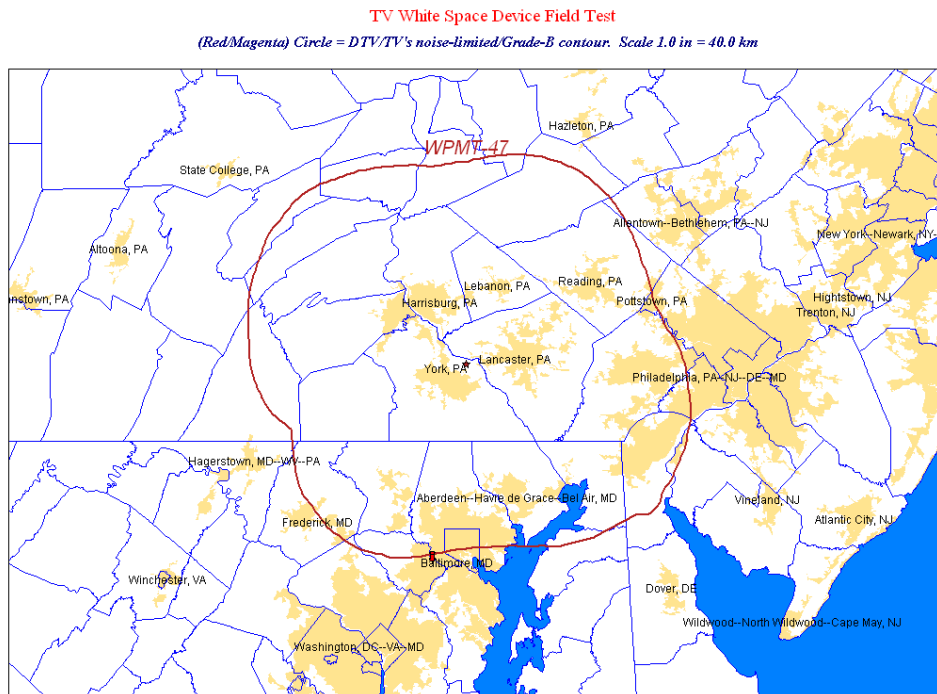 TV White Space Device Field Test
(Red/Magenta) Circle = DTV/TV's noise-limited/Grade-B contour. Scale 1.0 in = 40.0 km
Hazleton, PA
WPMT-47
State College, PA
Allentown--Bethlehem, PA--NJ
New York--Newark, NY-
Altoona, PA
nstown, PA
Lebanon, PA
Reading, PA
Harrisburg, PA
Pottstown, PA
Hightstown, NJ
Trenton, NJ
Lancaster, PA
York, PA
Philadelphia, PA--NJ--DE--MD
Hagerstown, MD--WV--PA
Aberdeen--Havre de Grace--Bel Air, MD
Vineland, NJ
Frederick, MD
Atlantic City, NJ
Baltimore, MD
Winchester, VA
Dover, DE
Wildwood--North Wildwood--Cape May, NJ
Washington, DC--VA--MD